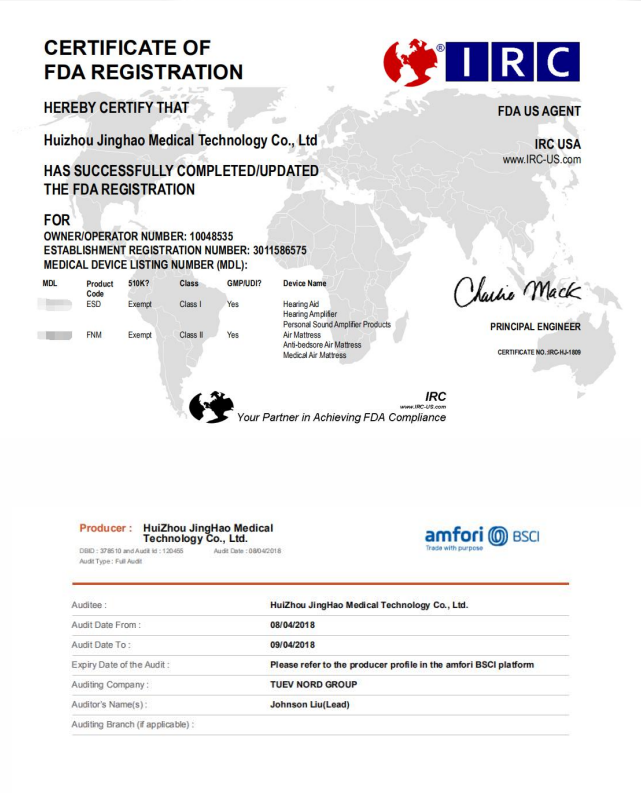 CERTIFICATE OF
FDA REGISTRATION
® IRC
HEREBY CERTIFY THAT
FDA US AGENT
Huizhou Jinghao Medical Technology Co., Ltd
IRC USA
www.IRC-US.com
HAS SUCCESSFULLY COMPLETED/UPDATED
THE FDA REGISTRATION
FOR
OWNER/OPERATOR NUMBER: 10048535
ESTABLISHMENT REGISTRATION NUMBER: 3011586575
MEDICAL DEVICE LISTING NUMBER (MDL):
MDL Product Code 510K? Class GMP/UDI? Device Name
ESD Exempt Class I Yes Hearing Aid
Hearing Amplifier
Personal Sound Amplifier Products
FNM Exempt Class II Yes Air Mattress
Anti-bedsore Air Mattress
Medical Air Mattress
Charlie Mack
PRINCIPAL ENGINEER
CERTIFICATE NO.:IRC-HJ-1809
IRC
www.IRC-US.com
Your Partner in Achieving FDA Compliance
Producer : HuiZhou JingHao Medical
Technology Co., Ltd.
amfori BSCI
Trade with purpose
DBID : 378510 and Audit Id : 120455 Audit Date : 08/04/2018
Audit Type : Full Audit
Auditee : HuiZhou JingHao Medical Technology Co., Ltd.
Audit Date From : 08/04/2018
Audit Date To : 09/04/2018
Expiry Date of the Audit : Please refer to the producer profile in the amfori BSCI platform
Auditing Company : TUEV NORD GROUP
Auditor's Name(s) : Johnson Liu(Lead)
Auditing Branch (if applicable) :